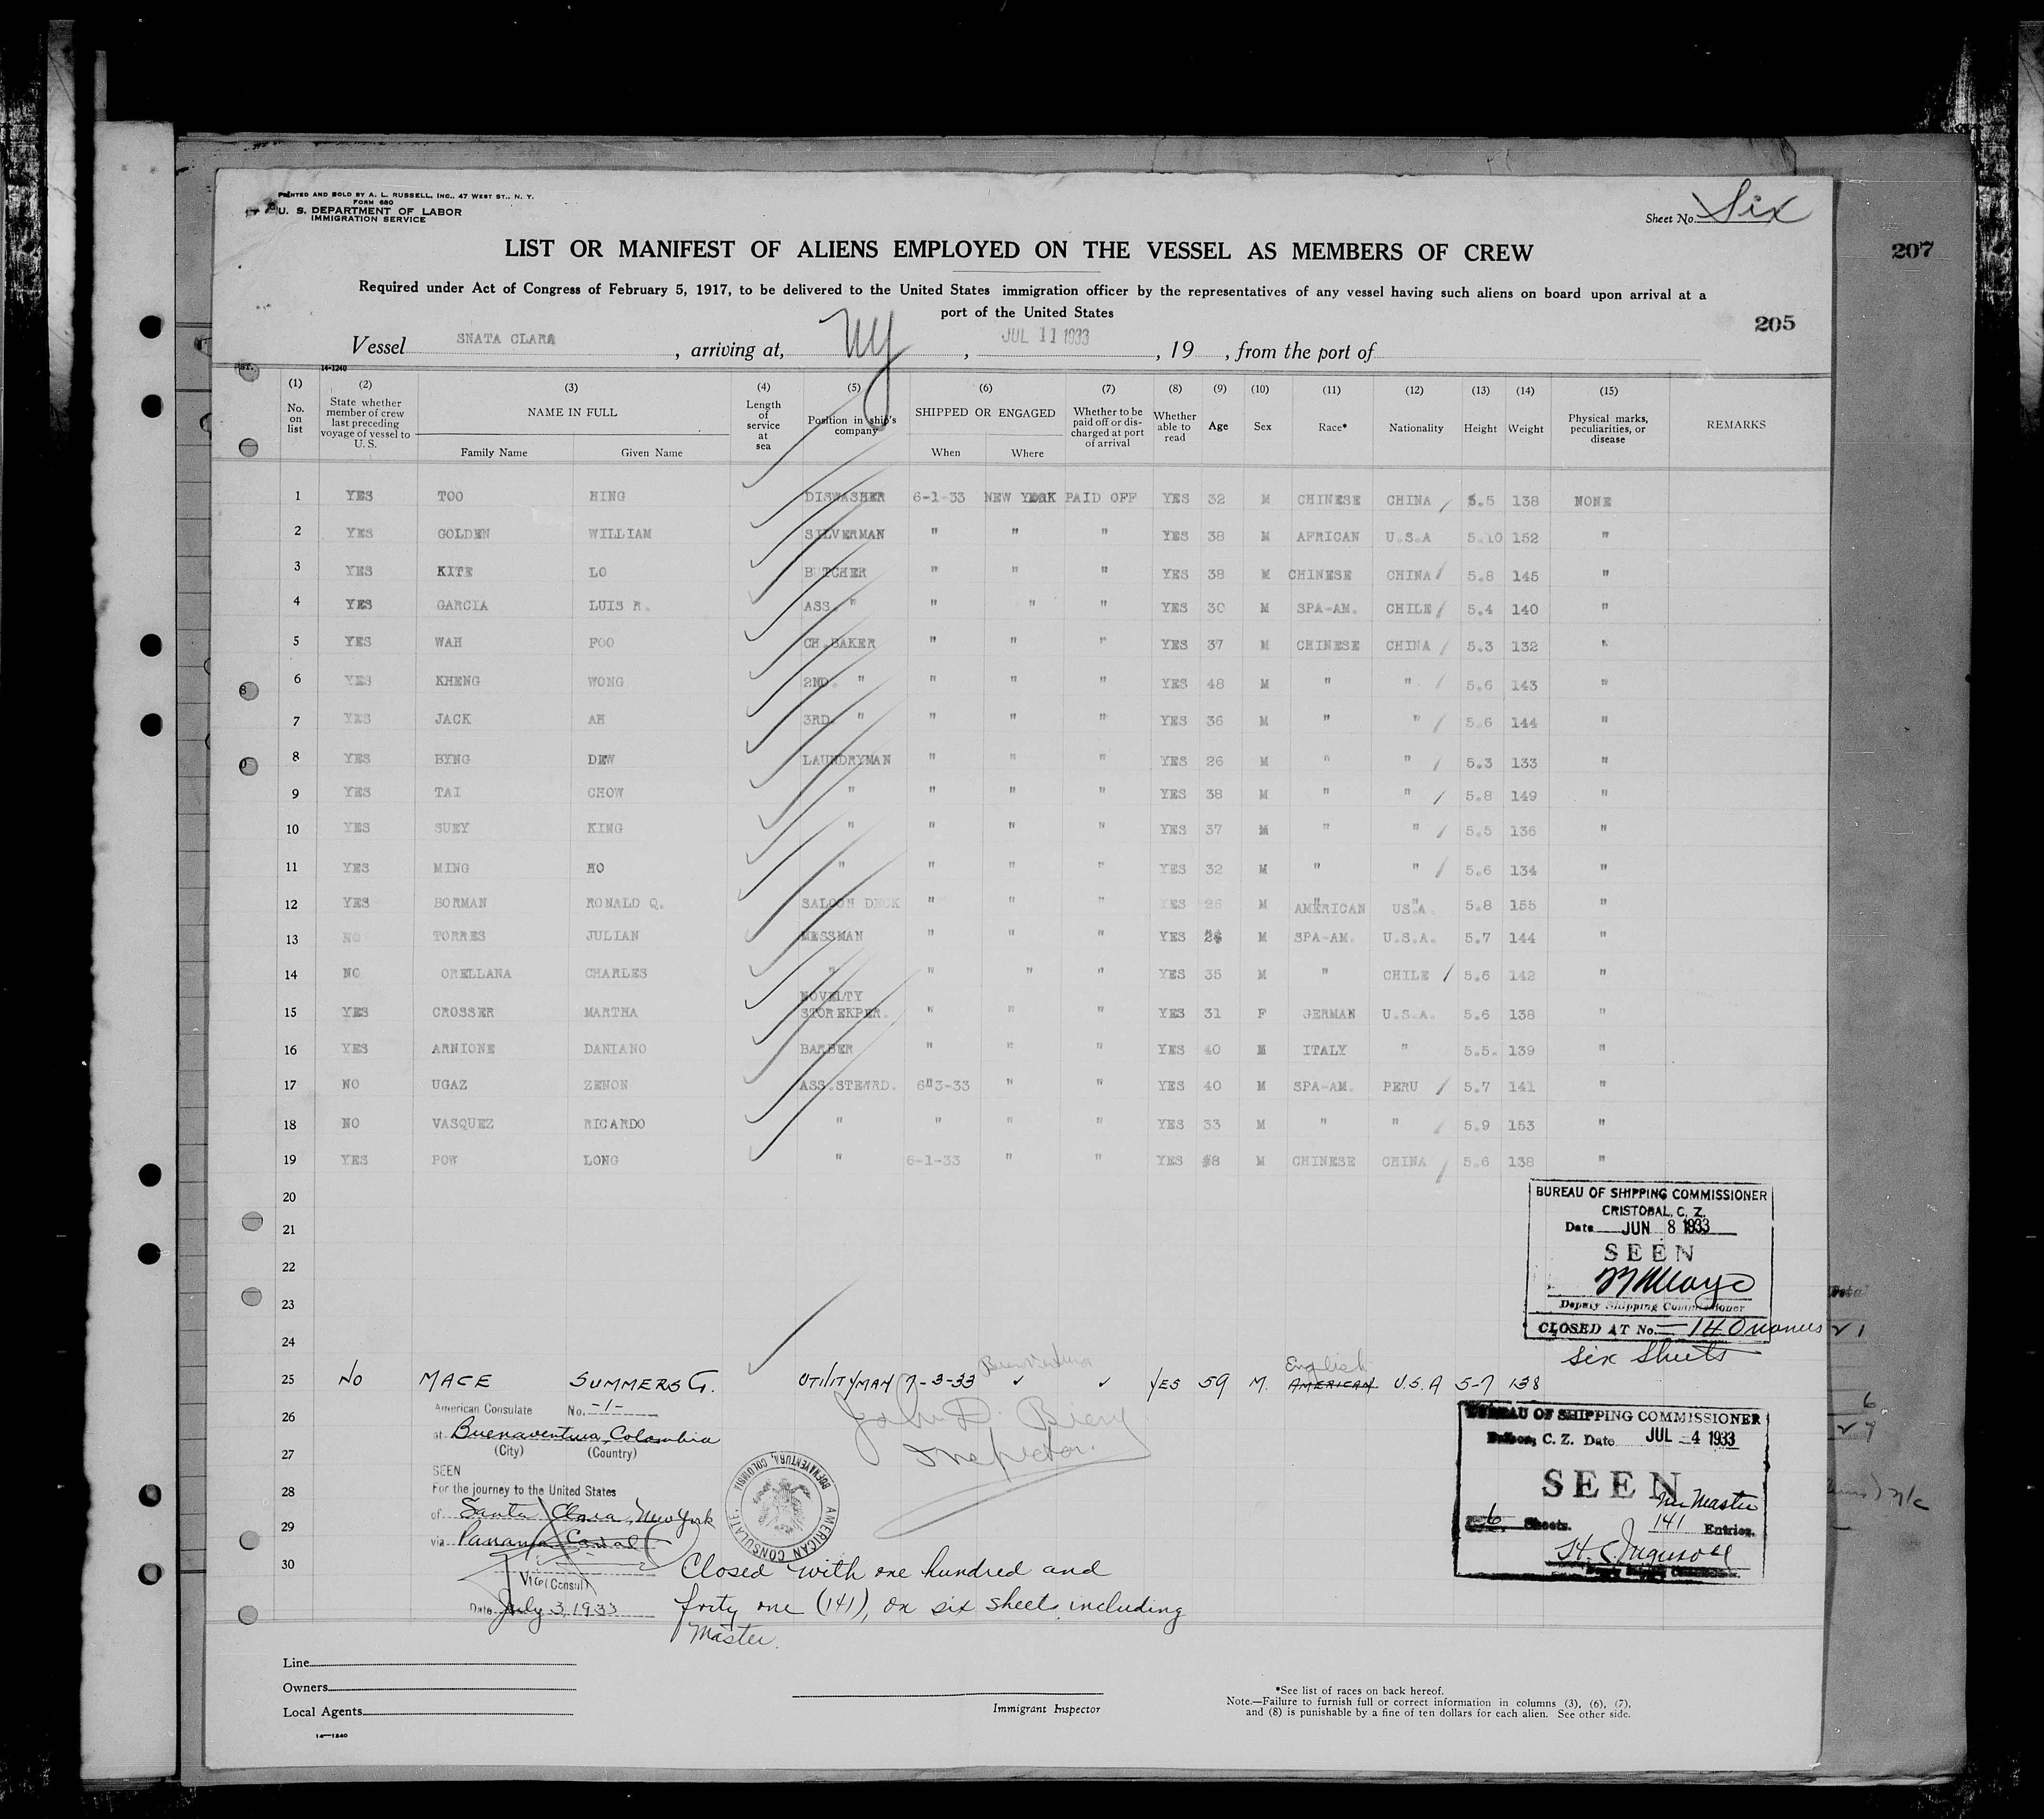 PRINTED AND SOLD BY A. L. RUSSELL, INC., 47 WEST ST., N. Y.
FORM 680
U. S. DEPARTMENT OF LABOR
IMMIGRATION SERVICE
Sheet No. Six
207
LIST OR MANIFEST OF ALIENS EMPLOYED ON THE VESSEL AS MEMBERS OF CREW
Required under Act of Congress of February 5, 1917, to be delivered to the United States immigration officer by the representatives of any vessel having such aliens on board upon arrival at a
port of the United States
205
Vessel SNATA CLARA, arriving at, NY, JUL 11 1933, 19 , from the port of
14-1240
(1) (2) (3) (4) (5) (6) (7) (8) (9) (10) (11) (12) (13) (14) (15)
No. on list State whether member of crew last preceding voyage of vessel to U. S. NAME IN FULL Family Name Given Name Length of service at sea Position in ship's company SHIPPED OR ENGAGED When Where Whether to be paid off or discharged at port of arrival Whether able to read Age Sex Race* Nationality Height Weight Physical marks, peculiarities, or disease REMARKS
1 YES TOO HING DISWASHER 6-1-33 NEW YORK PAID OFF YES 32 M CHINESE CHINA 5.5 138 NONE
2 YES GOLDEN WILLIAM SILVERMAN " " " YES 38 M AFRICAN U.S.A 5.10 152 "
3 YES KITE LO BUTCHER " " " YES 38 M CHINESE CHINA 5.8 145 "
4 YES GARCIA LUIS R. ASS. " " " " YES 30 M SPA-AM. CHILE 5.4 140 "
5 YES WAH FOO CH.BAKER " " " YES 37 M CHINESE CHINA 5.3 132 "
6 YES KHENG WONG 2ND. " " " " YES 48 M " " 5.6 143 "
7 YES JACK AH 3RD. " " " " YES 36 M " " 5.6 144 "
8 YES BYNG DEW LAUNDRYMAN " " " YES 26 M " " 5.3 133 "
9 YES TAI CHOW " " " " YES 38 M " " 5.8 149 "
10 YES SUEY KING " " " " YES 37 M " " 5.5 136 "
11 YES MING HO " " " " YES 32 M " " 5.6 134 "
12 YES BORMAN RONALD Q. SALOON DECK " " " YES 26 M AMERICAN US.A. 5.8 155 "
13 NO TORRES JULIAN MESSMAN " " " YES M SPA-AM. U.S.A. 5.7 144 "
14 NO ORELLANA CHARLES " " " " YES 35 M " CHILE 5.6 142 "
15 YES CROSSER MARTHA NOVELTY STOREKPER. " " " YES 31 F GERMAN U.S.A. 5.6 138 "
16 YES ARNIONE DANIANO BARBER " " " YES 40 M ITALY " 5.5. 139 "
17 NO UGAZ ZENON ASS.STEWRD. 6-3-33 " " YES 40 M SPA-AM. PERU 5.7 141 "
18 NO VASQUEZ RICARDO " " " " YES 33 M " " 5.9 153 "
19 YES POW LONG " 6-1-33 " " YES M CHINESE CHINA 5.6 138 "
20
21
22
23
24
BUREAU OF SHIPPING COMMISSIONER
CRISTOBAL, C. Z.
Date JUN 8 1933
SEEN
Deputy Shipping Commissioner
CLOSED AT No. 140 names
six sheets
25 NO MACE SUMMERS G. UTILITYMAN 7-3-33 Buenaventura ✓ ✓ YES 59 M. English AMERICAN U.S.A 5-7 138
26
27
28
29
30
American Consulate No. -1-
at Buenaventura, Colombia
(City) (Country)
SEEN
For the journey to the United States
of Santa Clara, New York
via Panama Canal
Vice Consul
Date July 3, 1933
AMERICAN CONSULATE, BUENAVENTURA, COLOMBIA
John D. Biery
Inspector.
Closed with one hundred and
forty one (141), on six sheets including
Master.
BUREAU OF SHIPPING COMMISSIONER
Balboa, C. Z. Date JUL -4 1933
SEEN
Inc Master
6 Sheets. 141 Entries.
Line
Owners
Local Agents
14-1240
Immigrant Inspector
*See list of races on back hereof.
Note.—Failure to furnish full or correct information in columns (3), (6), (7),
and (8) is punishable by a fine of ten dollars for each alien. See other side.